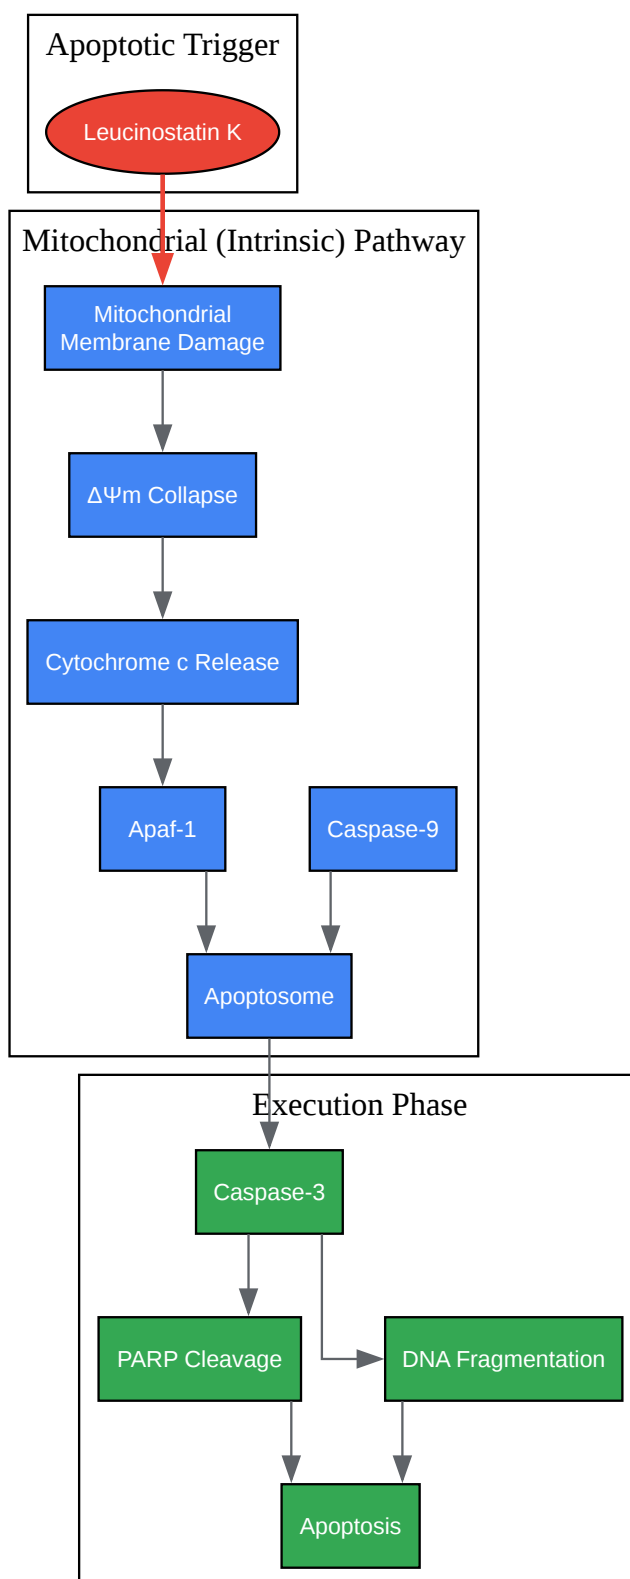 Apoptotic Trigger
Leucinostatin K
Mitochondrial (Intrinsic) Pathway
Mitochondrial
Membrane Damage
ΔΨm Collapse
Cytochrome c Release
Apaf-1
Caspase-9
Apoptosome
Execution Phase
Caspase-3
PARP Cleavage
DNA Fragmentation
Apoptosis